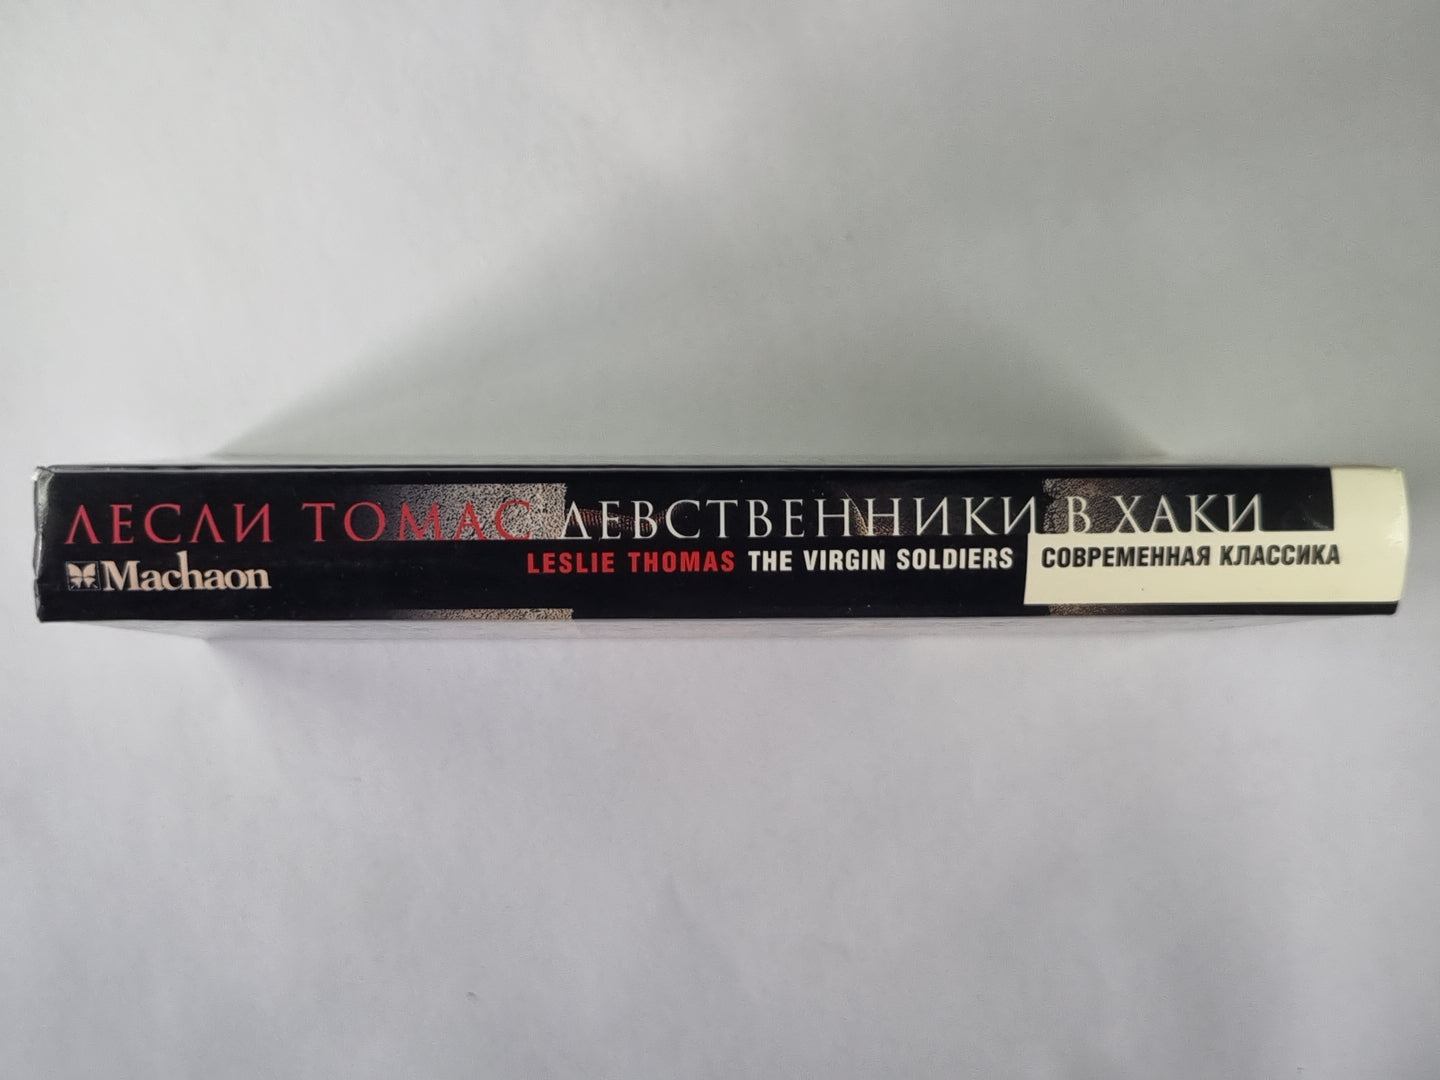 ЛЕСЛИ ТОМАС ДЕВСТВЕННИКИ В ХАКИ
Machaon LESLIE THOMAS THE VIRGIN SOLDIERS СОВРЕМЕННАЯ КЛАССИКА